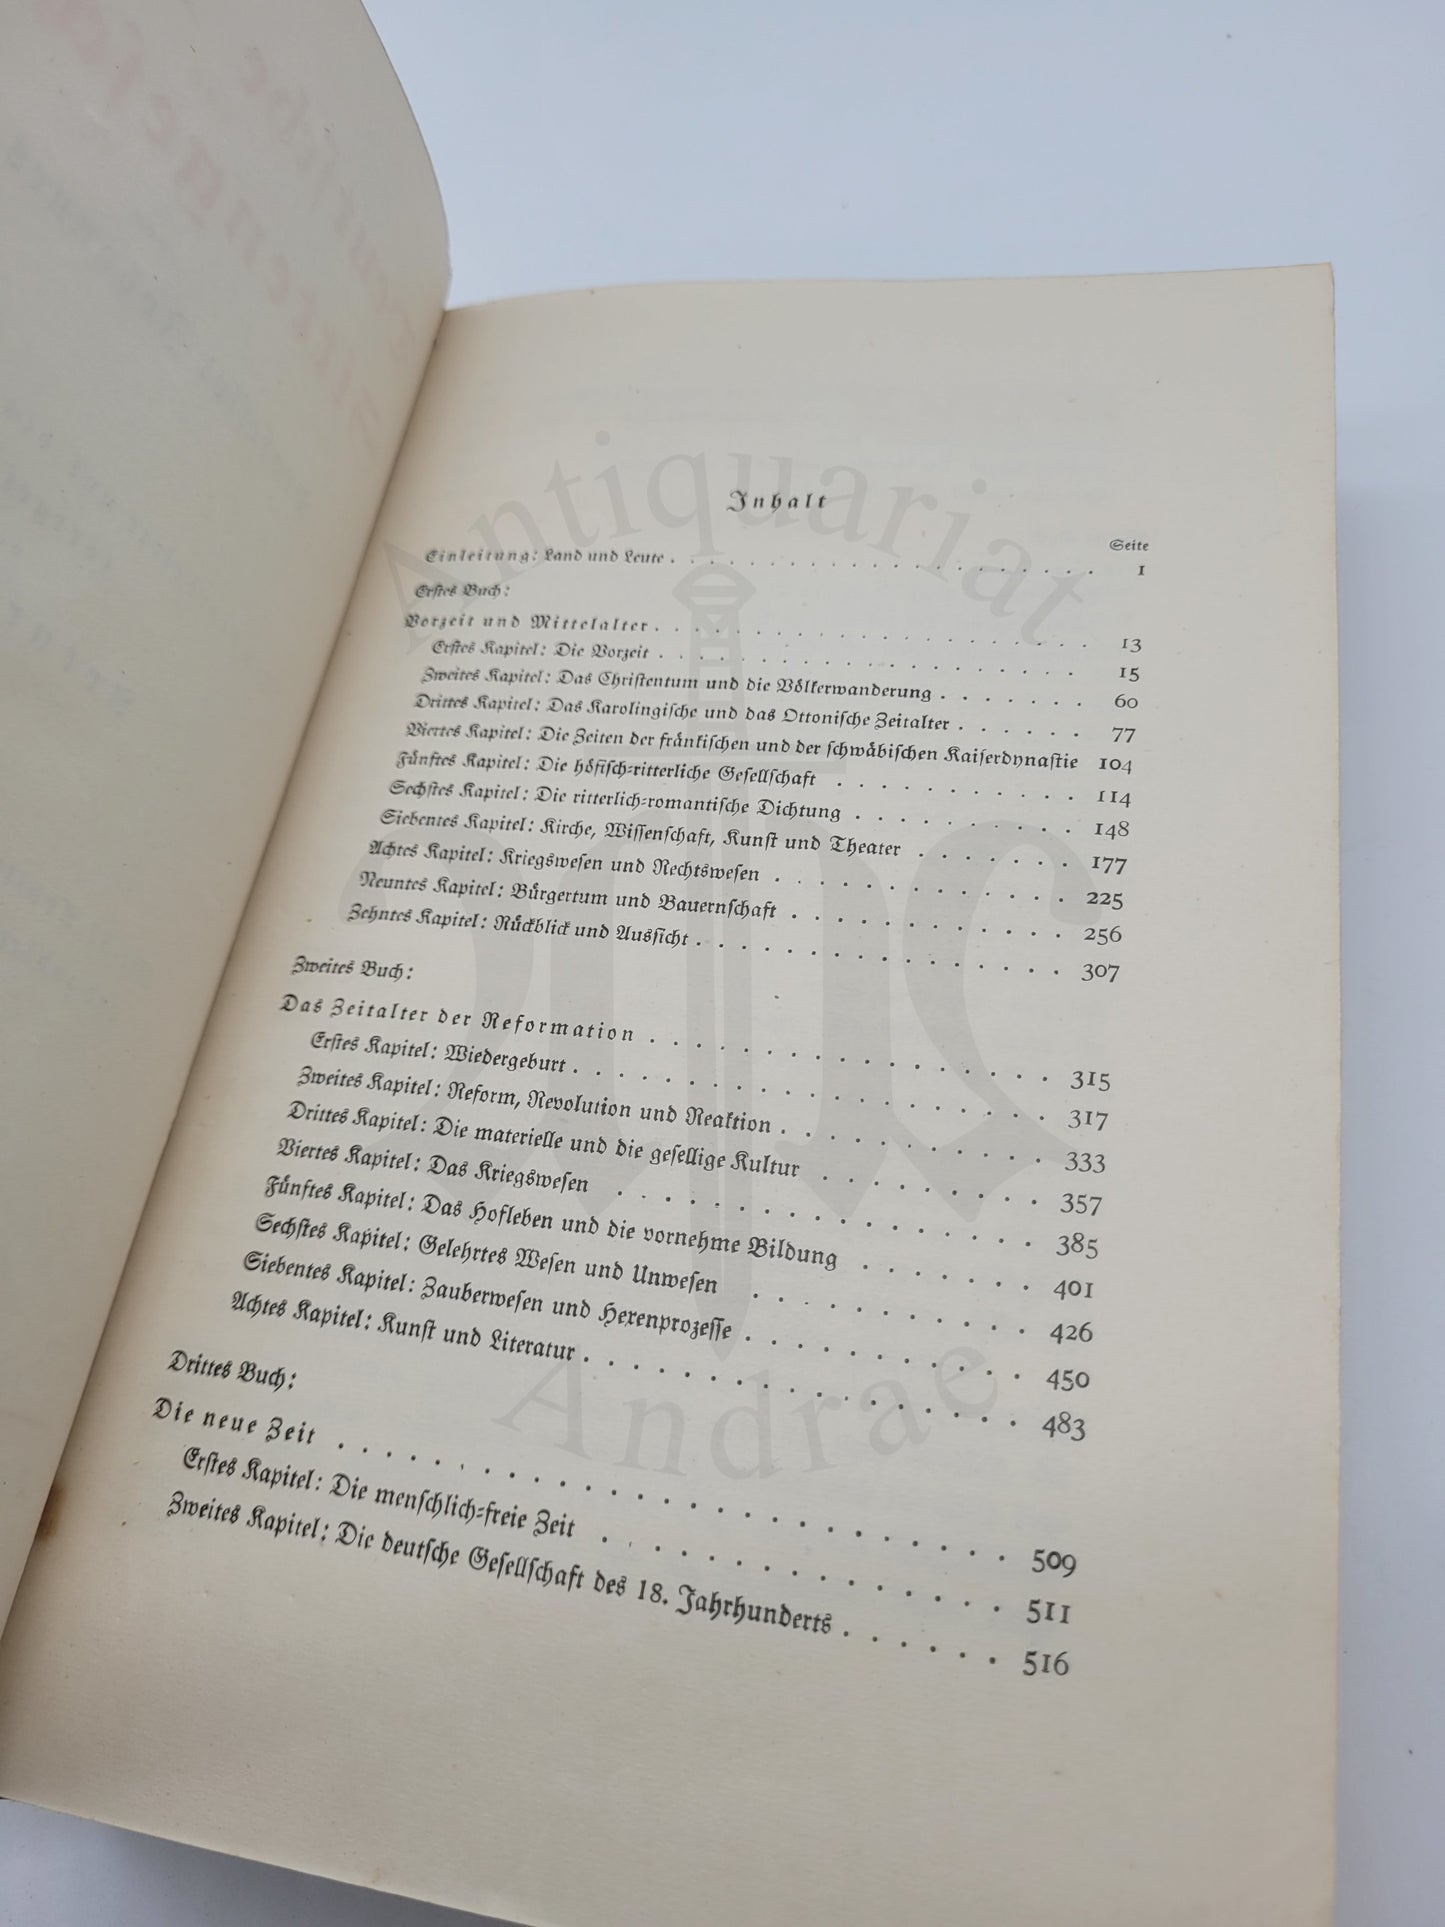 Inhalt
Seite
Einleitung: Land und Leute . . . . . . . . . . . . . . . . . . . . . . 1
Erstes Buch:
Vorzeit und Mittelalter . . . . . . . . . . . . . . . . . . . . . . 13
Erstes Kapitel: Die Vorzeit . . . . . . . . . . . . . . . . . . . . . 15
Zweites Kapitel: Das Christentum und die Völkerwanderung . . . . . . . 60
Drittes Kapitel: Das Karolingische und das Ottonische Zeitalter . . . . . . 77
Viertes Kapitel: Die Zeiten der fränkischen und der schwäbischen Kaiserdynastie 104
Fünftes Kapitel: Die höfisch-ritterliche Gesellschaft . . . . . . . . . . . 114
Sechstes Kapitel: Die ritterlich-romantische Dichtung . . . . . . . . . . 148
Siebentes Kapitel: Kirche, Wissenschaft, Kunst und Theater . . . . . . . 177
Achtes Kapitel: Kriegswesen und Rechtswesen . . . . . . . . . . . . . 225
Neuntes Kapitel: Bürgertum und Bauernschaft . . . . . . . . . . . . 256
Zehntes Kapitel: Rückblick und Aussicht . . . . . . . . . . . . . . . 307
Zweites Buch:
Das Zeitalter der Reformation . . . . . . . . . . . . . . . . . 315
Erstes Kapitel: Wiedergeburt . . . . . . . . . . . . . . . . . . . . 317
Zweites Kapitel: Reform, Revolution und Reaktion . . . . . . . . . . . 333
Drittes Kapitel: Die materielle und die gesellige Kultur . . . . . . . . . 357
Viertes Kapitel: Das Kriegswesen . . . . . . . . . . . . . . . . . 385
Fünftes Kapitel: Das Hofleben und die vornehme Bildung . . . . . . . 401
Sechstes Kapitel: Gelehrtes Wesen und Unwesen . . . . . . . . . . . 426
Siebentes Kapitel: Zauberwesen und Hexenprozesse . . . . . . . . . . . 450
Achtes Kapitel: Kunst und Literatur . . . . . . . . . . . . . . . . . 483
Drittes Buch:
Die neue Zeit . . . . . . . . . . . . . . . . . . . . . . . . . 509
Erstes Kapitel: Die menschlich-freie Zeit . . . . . . . . . . . . . . . 511
Zweites Kapitel: Die deutsche Gesellschaft des 18. Jahrhunderts . . . . . . 516
Antiquariat
Andrae